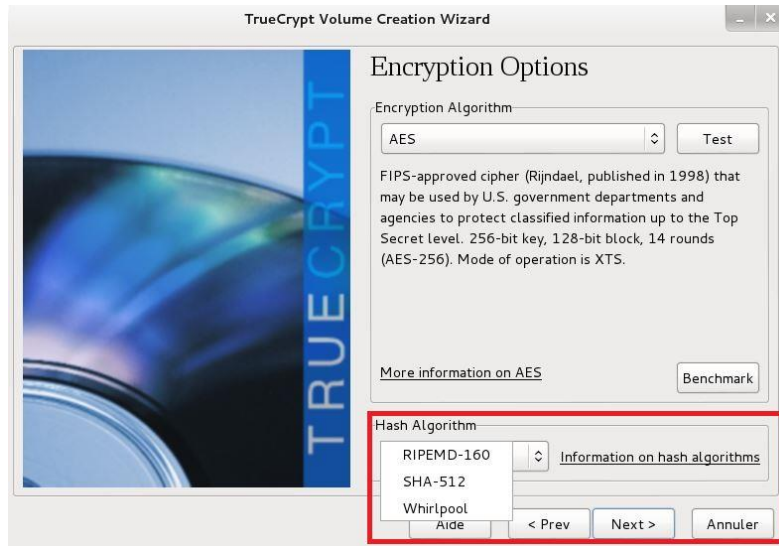 TrueCrypt Volume Creation Wizard
TRUECRYPT
Encryption Options
Encryption Algorithm
AES
Test
FIPS-approved cipher (Rijndael, published in 1998) that
may be used by U.S. government departments and
agencies to protect classified information up to the Top
Secret level. 256-bit key, 128-bit block, 14 rounds
(AES-256). Mode of operation is XTS.
More information on AES
Benchmark
Hash Algorithm
RIPEMD-160
SHA-512
Whirlpool
Information on hash algorithms
Aide
< Prev
Next >
Annuler